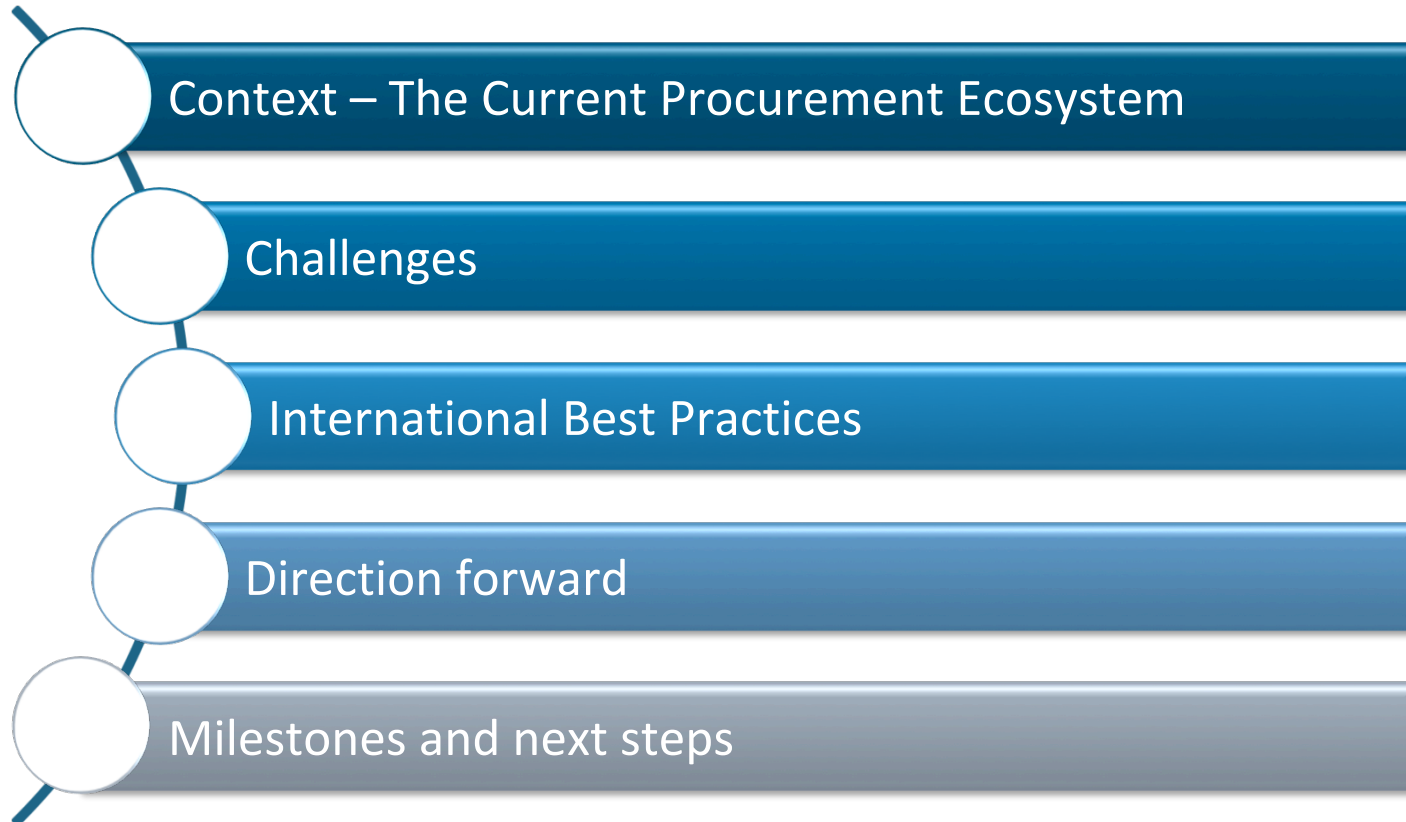 Context – The Current Procurement Ecosystem
Challenges
International Best Practices
Direction forward
Milestones and next steps